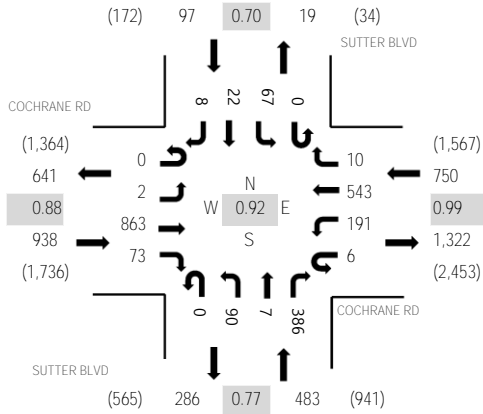 (172) 97 0.70 19 (34)
SUTTER BLVD
COCHRANE RD
8 22 67 0
(1,364) (1,567)
0 10
641 750
2 N 543
0.88 W 0.92 E 0.99
863 191
938 S 1,322
73 6
(1,736) (2,453)
0 90 7 386
COCHRANE RD
SUTTER BLVD
(565) 286 0.77 483 (941)